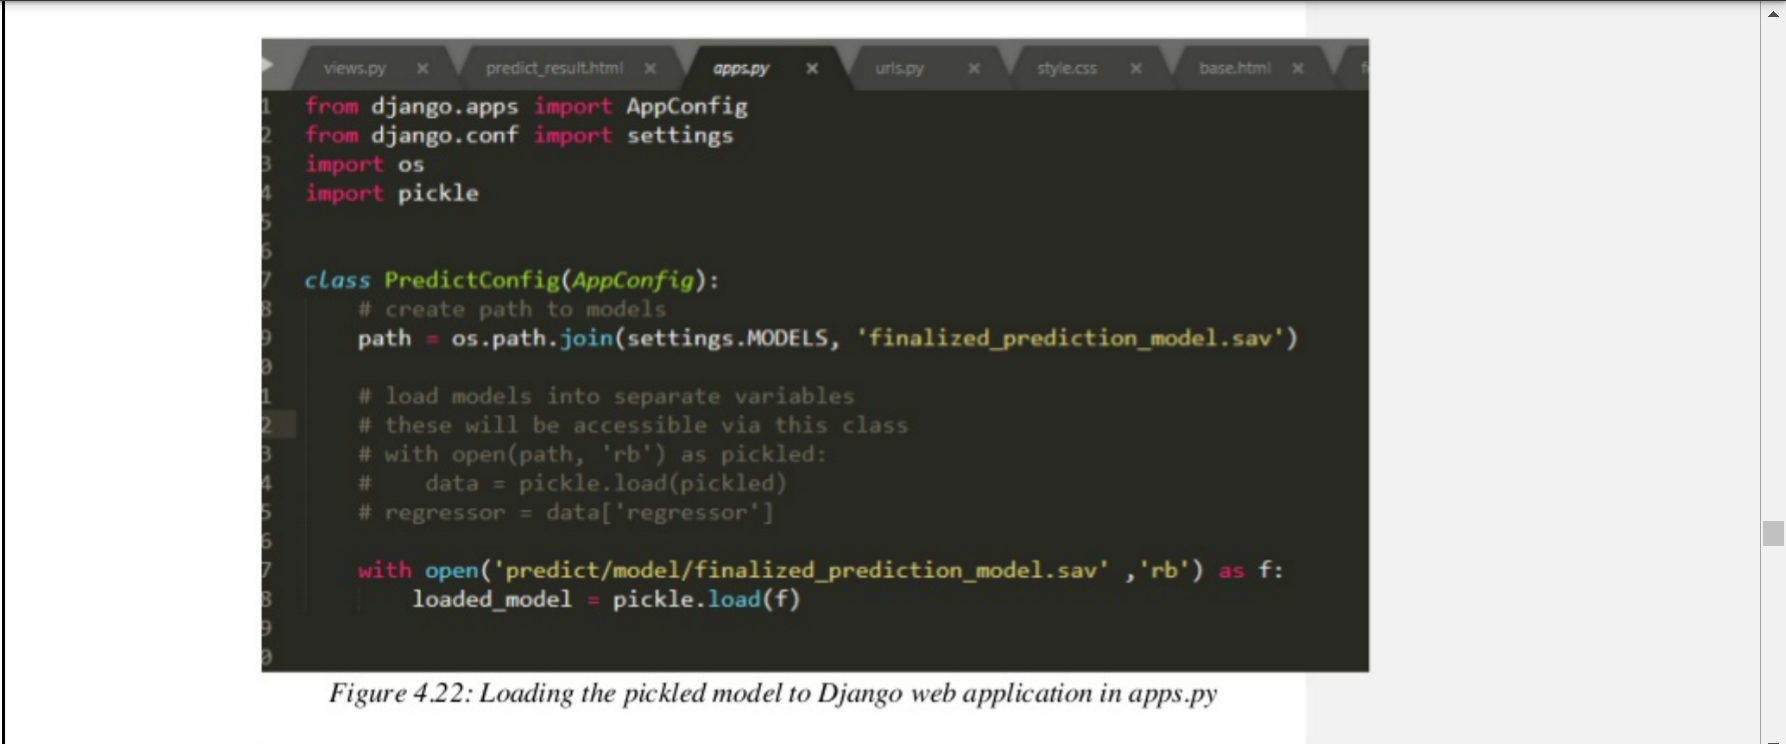 views.py × predict_result.html × apps.py × urls.py × style.css × base.html ×
1 from django.apps import AppConfig
2 from django.conf import settings
3 import os
4 import pickle
5
6
7 class PredictConfig(AppConfig):
8     # create path to models
9     path = os.path.join(settings.MODELS, 'finalized_prediction_model.sav')
0
1     # load models into separate variables
2     # these will be accessible via this class
3     # with open(path, 'rb') as pickled:
4     #    data = pickle.load(pickled)
5     # regressor = data['regressor']
6
7     with open('predict/model/finalized_prediction_model.sav' ,'rb') as f:
8         loaded_model = pickle.load(f)
9
0
Figure 4.22: Loading the pickled model to Django web application in apps.py